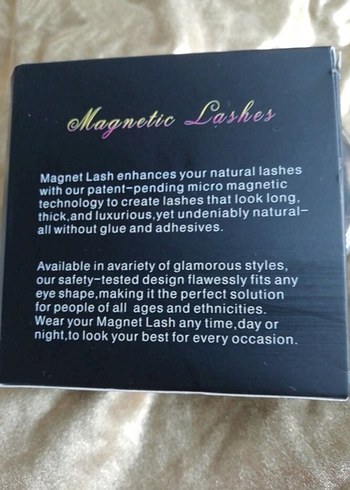 Magnetic Lashes
Magnet Lash enhances your natural lashes
with our patent-pending micro magnetic
technology to create lashes that look long,
thick,and luxurious,yet undeniably natural-
all without glue and adhesives.
Available in avariety of glamorous styles,
our safety-tested design flawessly fits any
eye shape,making it the perfect solution
for people of all ages and ethnicities.
Wear your Magnet Lash any time,day or
night,to look your best for every occasion.